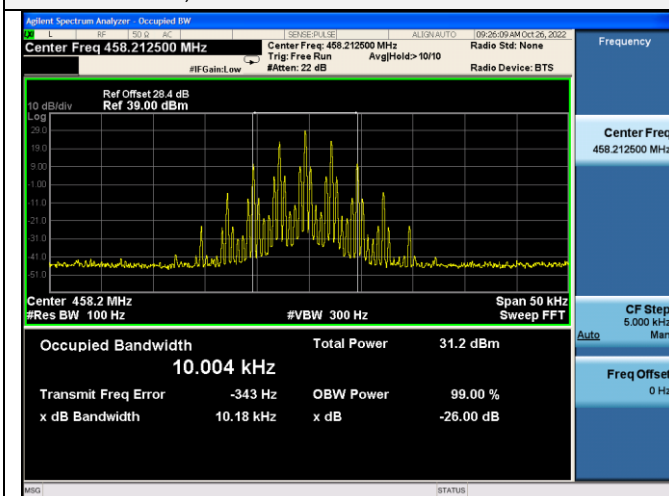 Agilent Spectrum Analyzer - Occupied BW
L RF 50 Ω AC SENSE:PULSE ALIGN AUTO 09:26:09 AM Oct 26, 2022
Center Freq 458.212500 MHz Center Freq: 458.212500 MHz Radio Std: None
Trig: Free Run Avg|Hold:> 10/10
#IFGain:Low #Atten: 22 dB Radio Device: BTS
Frequency
Ref Offset 28.4 dB
10 dB/div Ref 39.00 dBm
Log
29.0
19.0
9.00
-1.00
-11.0
-21.0
-31.0
-41.0
-51.0
Center Freq
458.212500 MHz
Center 458.2 MHz Span 50 kHz
#Res BW 100 Hz #VBW 300 Hz Sweep FFT
CF Step
5.000 kHz
Auto Man
Occupied Bandwidth Total Power 31.2 dBm
10.004 kHz
Transmit Freq Error -343 Hz OBW Power 99.00 %
x dB Bandwidth 10.18 kHz x dB -26.00 dB
Freq Offset
0 Hz
MSG STATUS